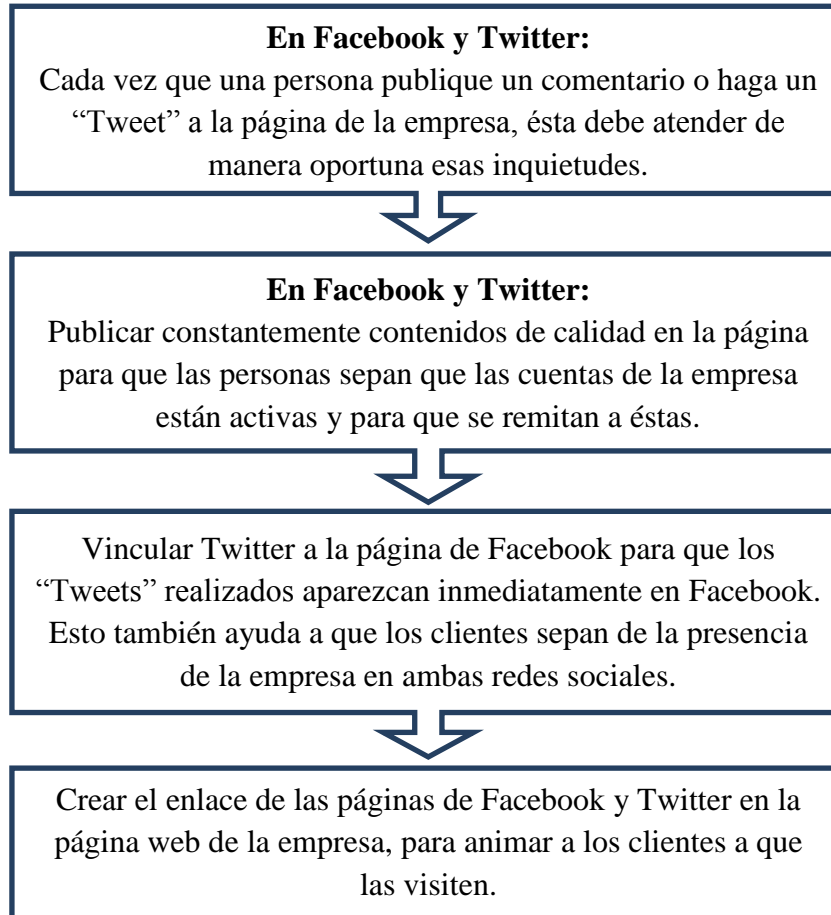 En Facebook y Twitter:
Cada vez que una persona publique un comentario o haga un
“Tweet” a la página de la empresa, ésta debe atender de
manera oportuna esas inquietudes.
En Facebook y Twitter:
Publicar constantemente contenidos de calidad en la página
para que las personas sepan que las cuentas de la empresa
están activas y para que se remitan a éstas.
Vincular Twitter a la página de Facebook para que los
“Tweets” realizados aparezcan inmediatamente en Facebook.
Esto también ayuda a que los clientes sepan de la presencia
de la empresa en ambas redes sociales.
Crear el enlace de las páginas de Facebook y Twitter en la
página web de la empresa, para animar a los clientes a que
las visiten.